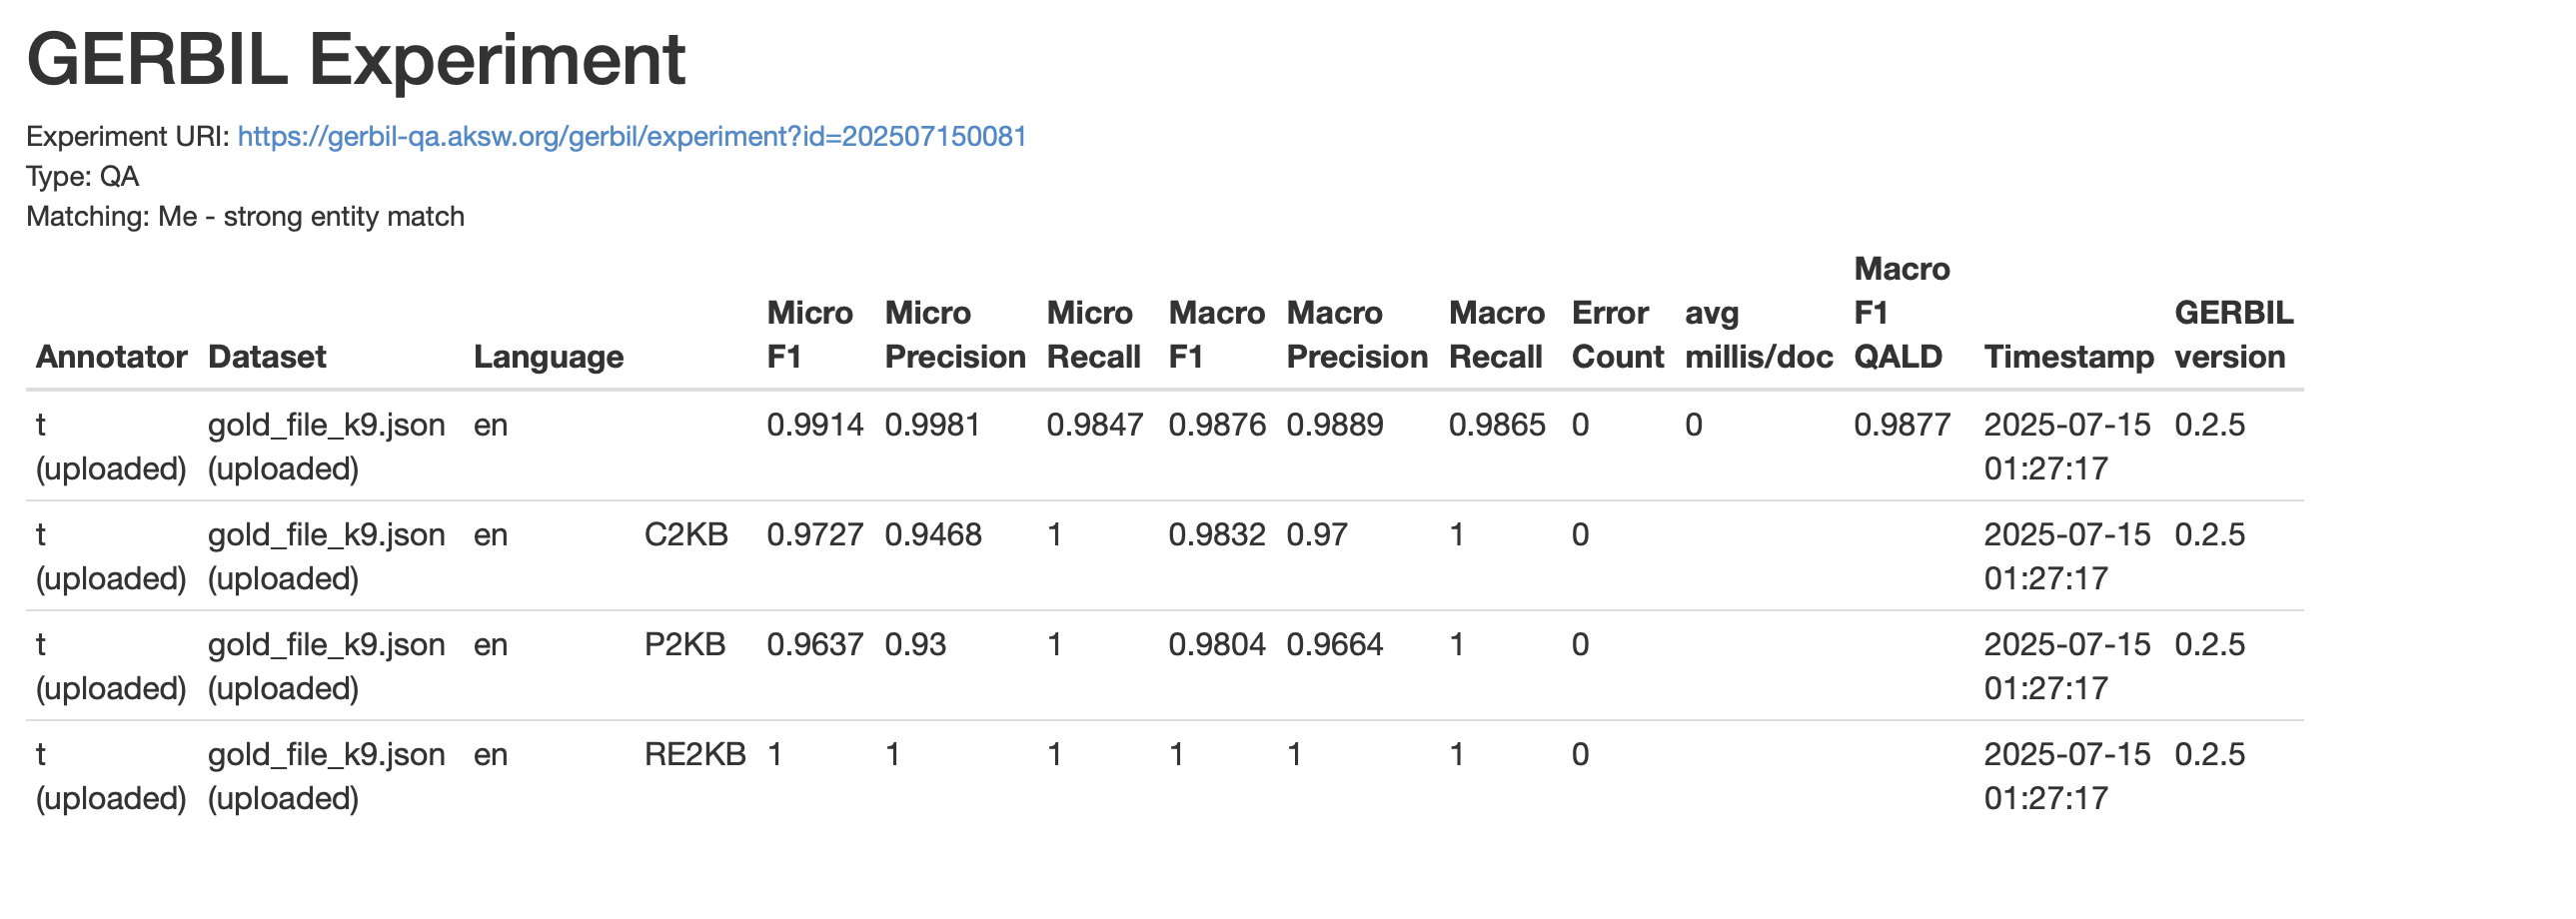 GERBIL Experiment
Experiment URI: https://gerbil-qa.aksw.org/gerbil/experiment?id=202507150081
Type: QA
Matching: Me - strong entity match
Annotator Dataset Language Micro F1 Micro Precision Micro Recall Macro F1 Macro Precision Macro Recall Error Count avg millis/doc Macro F1 QALD Timestamp GERBIL version
t (uploaded) gold_file_k9.json (uploaded) en 0.9914 0.9981 0.9847 0.9876 0.9889 0.9865 0 0 0.9877 2025-07-15 01:27:17 0.2.5
t (uploaded) gold_file_k9.json (uploaded) en C2KB 0.9727 0.9468 1 0.9832 0.97 1 0 2025-07-15 01:27:17 0.2.5
t (uploaded) gold_file_k9.json (uploaded) en P2KB 0.9637 0.93 1 0.9804 0.9664 1 0 2025-07-15 01:27:17 0.2.5
t (uploaded) gold_file_k9.json (uploaded) en RE2KB 1 1 1 1 1 1 0 2025-07-15 01:27:17 0.2.5